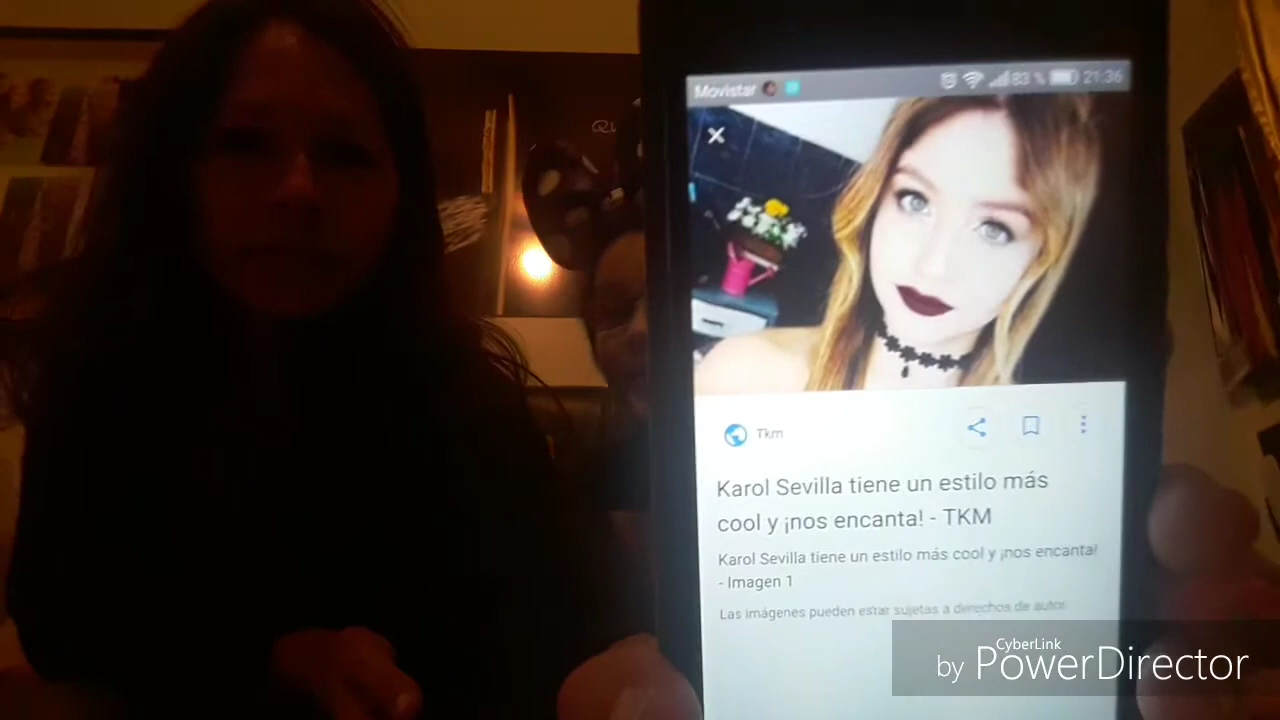 Movistar 83 % 21:36
Tkm
Karol Sevilla tiene un estilo más
cool y ¡nos encanta! - TKM
Karol Sevilla tiene un estilo más cool y ¡nos encanta!
- Imagen 1
Las imágenes pueden estar sujetas a derechos de autor.
CyberLink
by PowerDirector